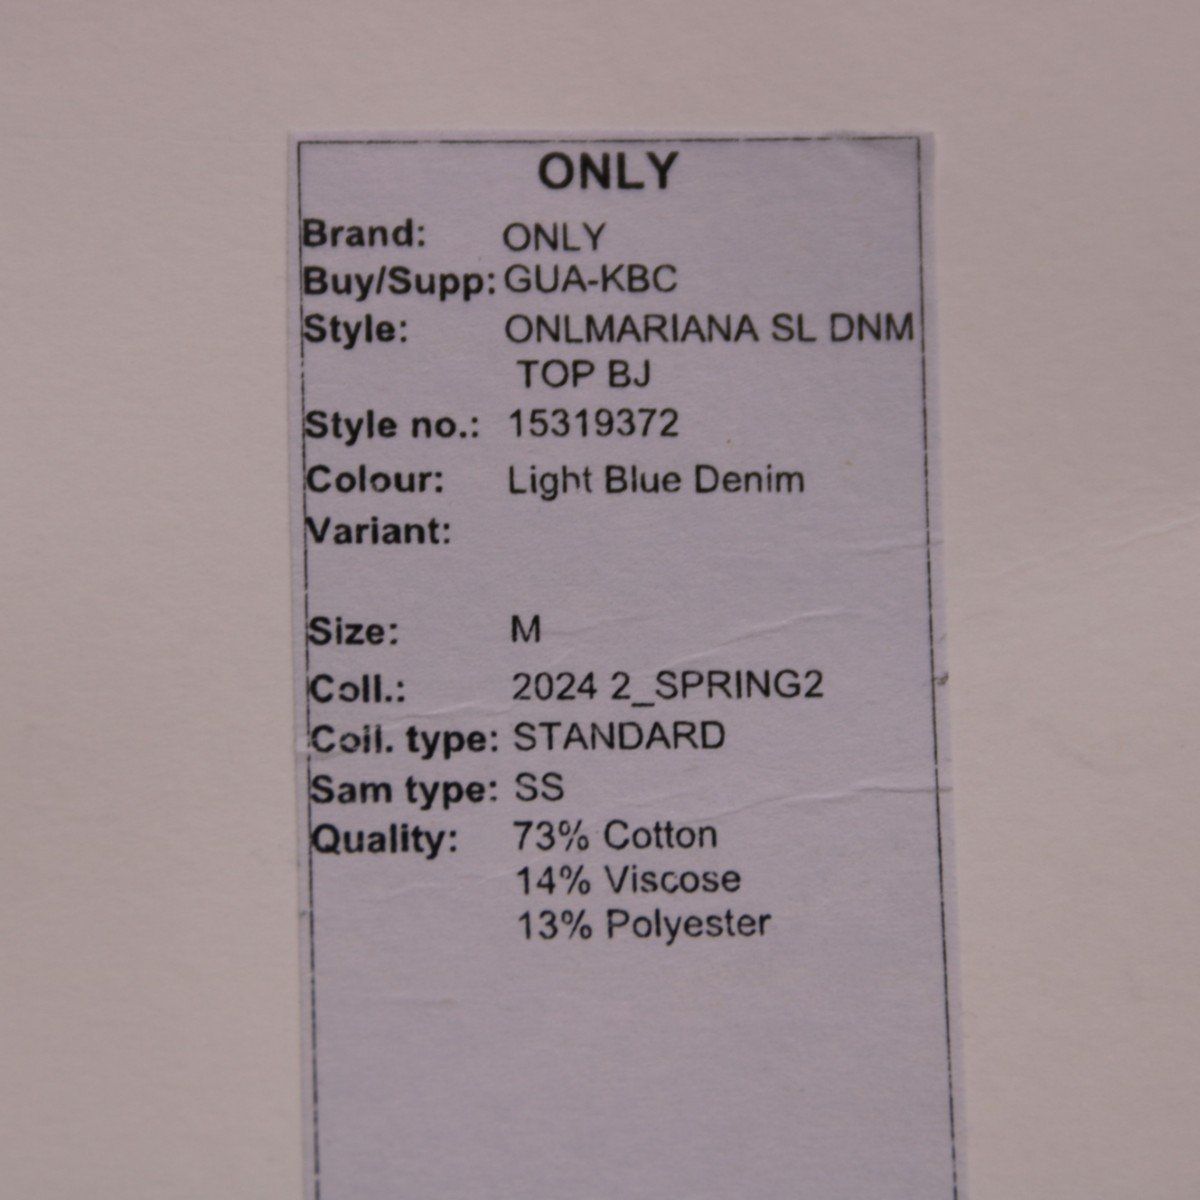 ONLY
Brand: ONLY
Buy/Supp: GUA-KBC
Style: ONLMARIANA SL DNM
TOP BJ
Style no.: 15319372
Colour: Light Blue Denim
Variant:
Size: M
Coll.: 2024 2_SPRING2
Coll. type: STANDARD
Sam type: SS
Quality: 73% Cotton
14% Viscose
13% Polyester